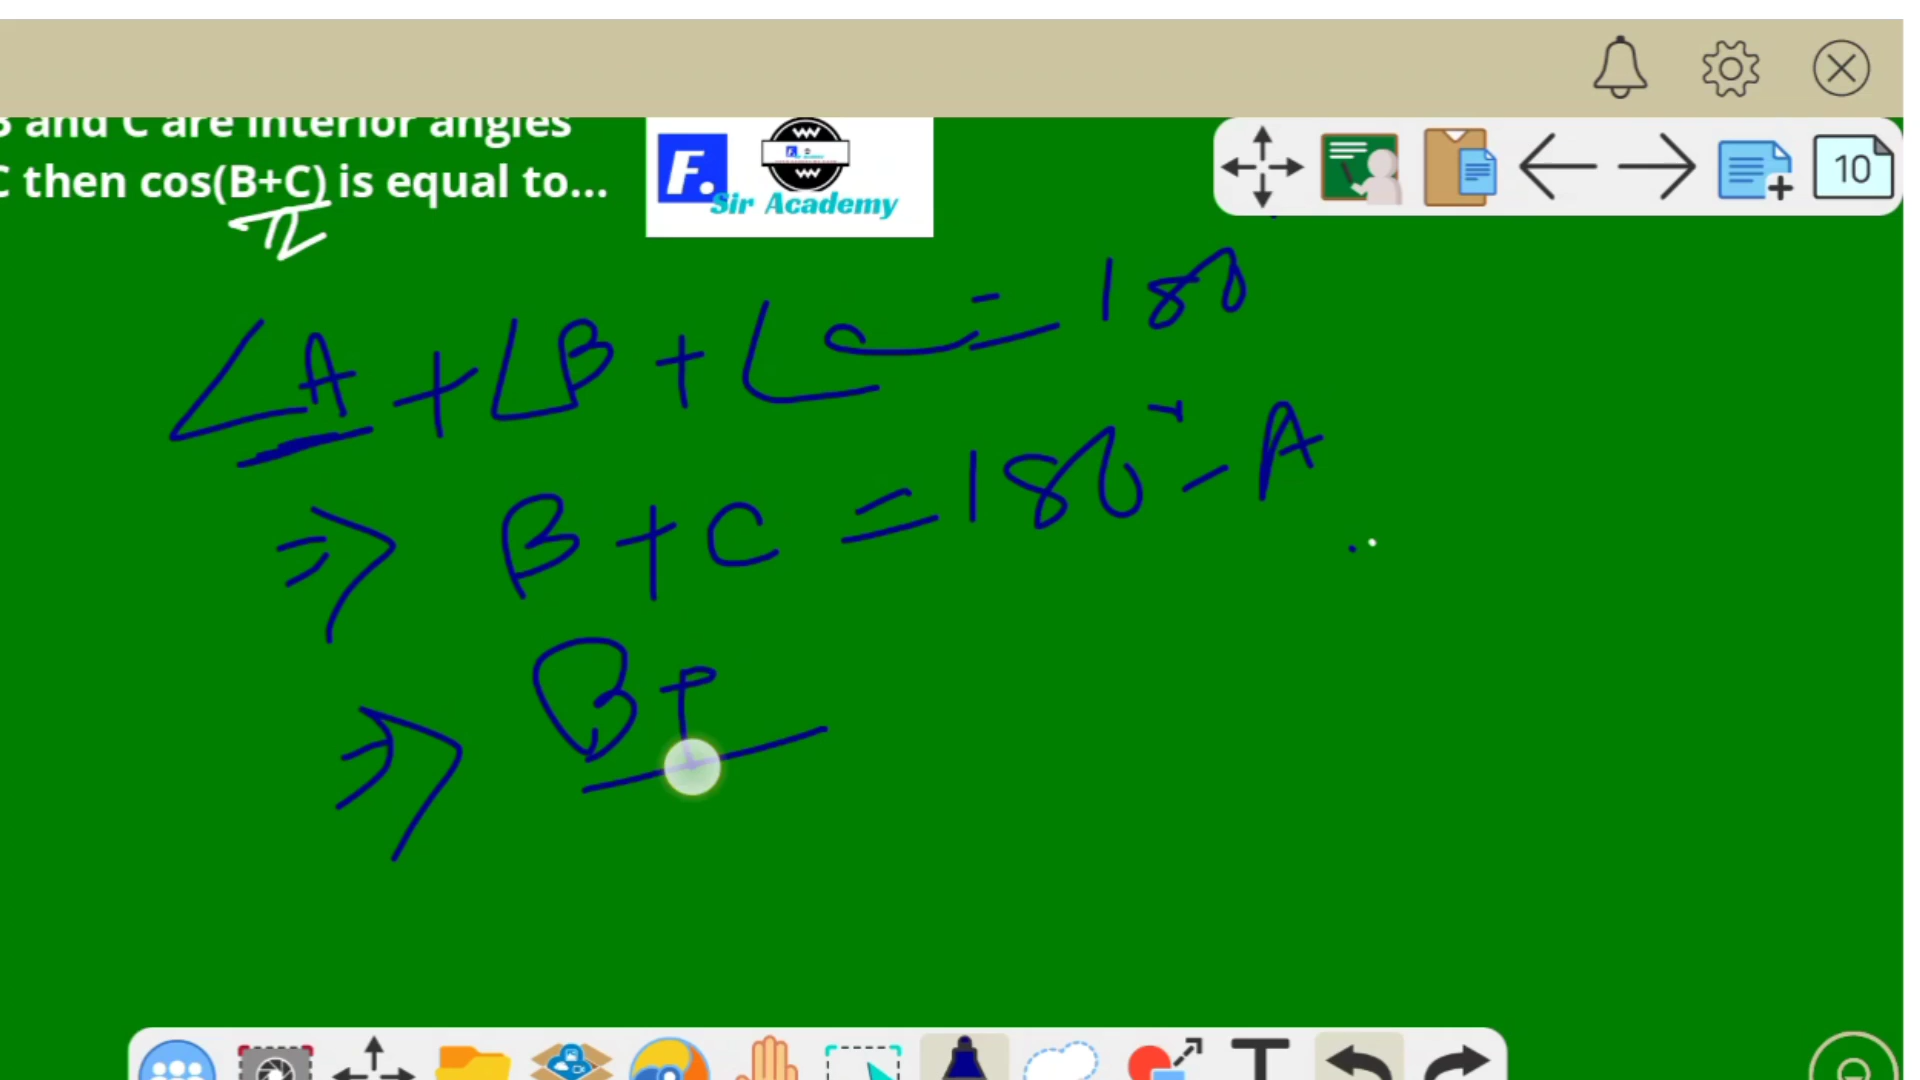 B and C are interior angles
C then cos(B+C) is equal to...
F. Sir Academy
10
∠A + ∠B + ∠C = 180
⇒ B + C = 180° - A
⇒ B+
T